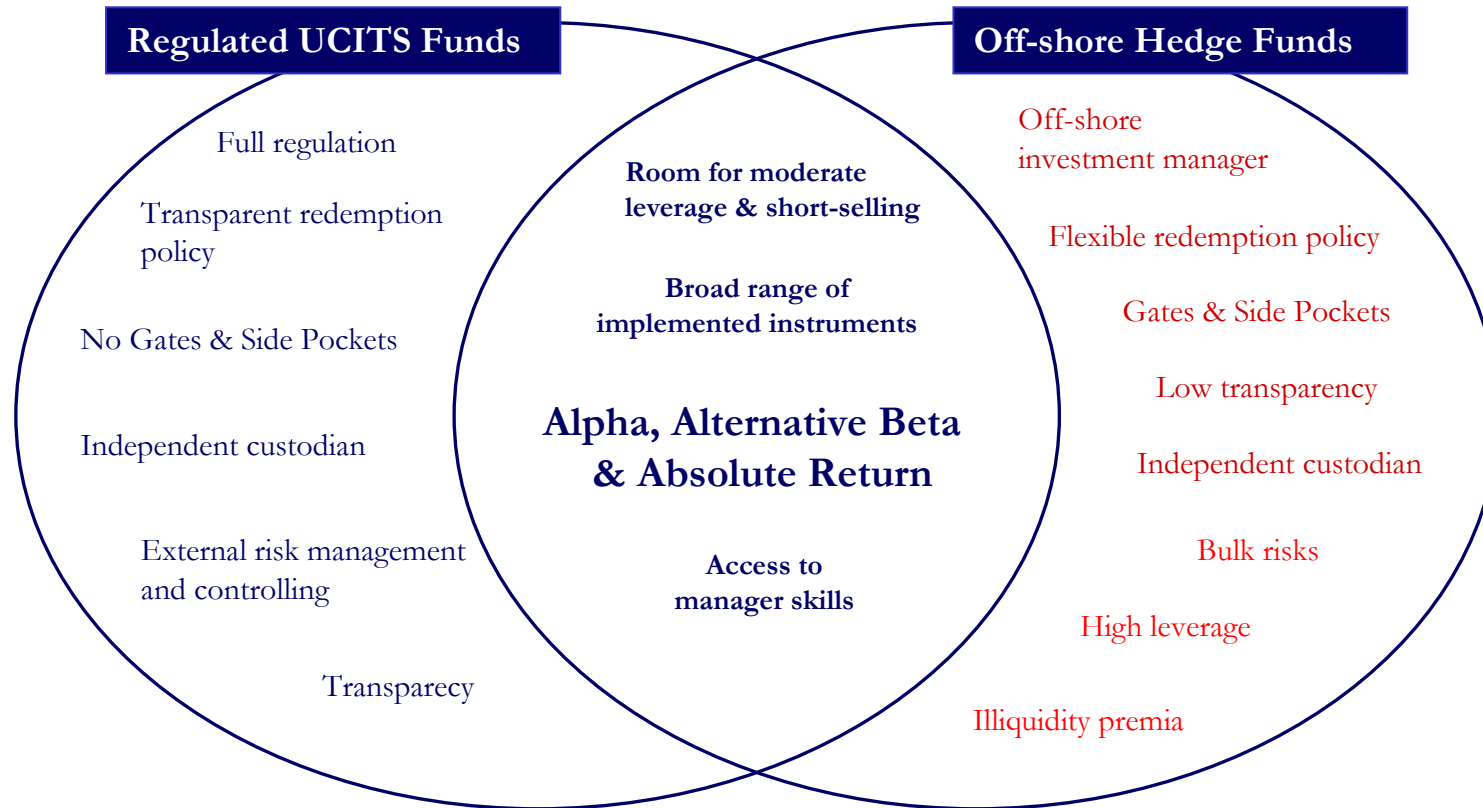 Regulated UCITS Funds
Full regulation
Transparent redemption
policy
No Gates & Side Pockets
Independent custodian
External risk management
and controlling
Transparecy
Room for moderate
leverage & short-selling
Broad range of
implemented instruments
Alpha, Alternative Beta
& Absolute Return
Access to
manager skills
Off-shore Hedge Funds
Off-shore
investment manager
Flexible redemption policy
Gates & Side Pockets
Low transparency
Independent custodian
Bulk risks
High leverage
Illiquidity premia